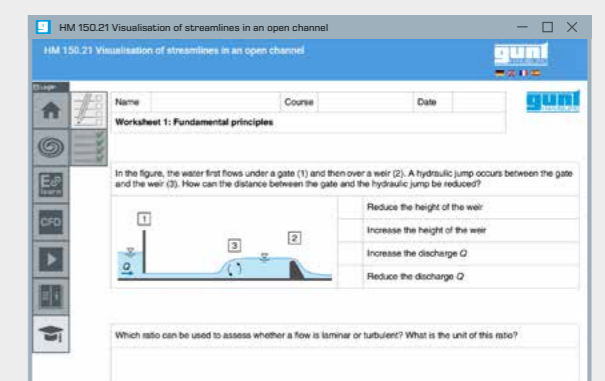 HM 150.21 Visualisation of streamlines in an open channel
HM 150.21 Visualisation of streamlines in an open channel
gunt
Login
gunt
Name Course Date
Worksheet 1: Fundamental principles
E
learn
CFD
In the figure, the water first flows under a gate (1) and then over a weir (2). A hydraulic jump occurs between the gate
and the weir (3). How can the distance between the gate and the hydraulic jump be reduced?
Reduce the height of the weir
Increase the height of the weir
Increase the discharge Q
Reduce the discharge Q
1
3
2
Q
Which ratio can be used to assess whether a flow is laminar or turbulent? What is the unit of this ratio?